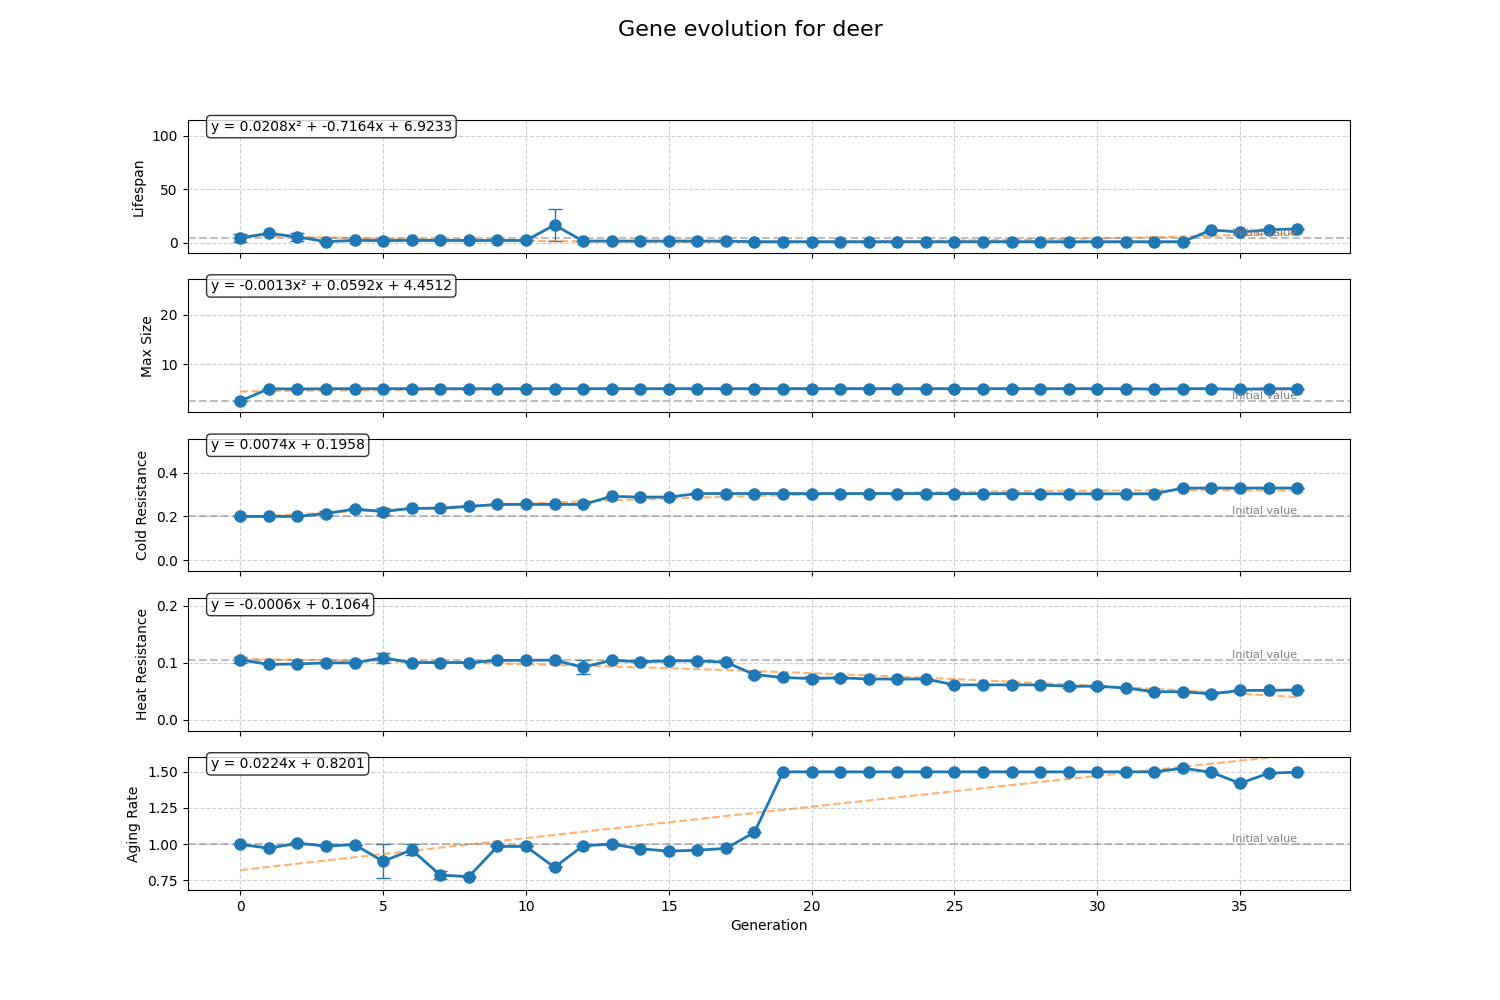 Gene evolution for deer
y = 0.0208x² + -0.7164x + 6.9233
100
50
0
Lifespan
Initial value
y = -0.0013x² + 0.0592x + 4.4512
20
10
Max Size
Initial value
y = 0.0074x + 0.1958
0.4
0.2
0.0
Cold Resistance
Initial value
y = -0.0006x + 0.1064
0.2
0.1
0.0
Heat Resistance
Initial value
y = 0.0224x + 0.8201
1.50
1.25
1.00
0.75
Aging Rate
Initial value
0 5 10 15 20 25 30 35
Generation